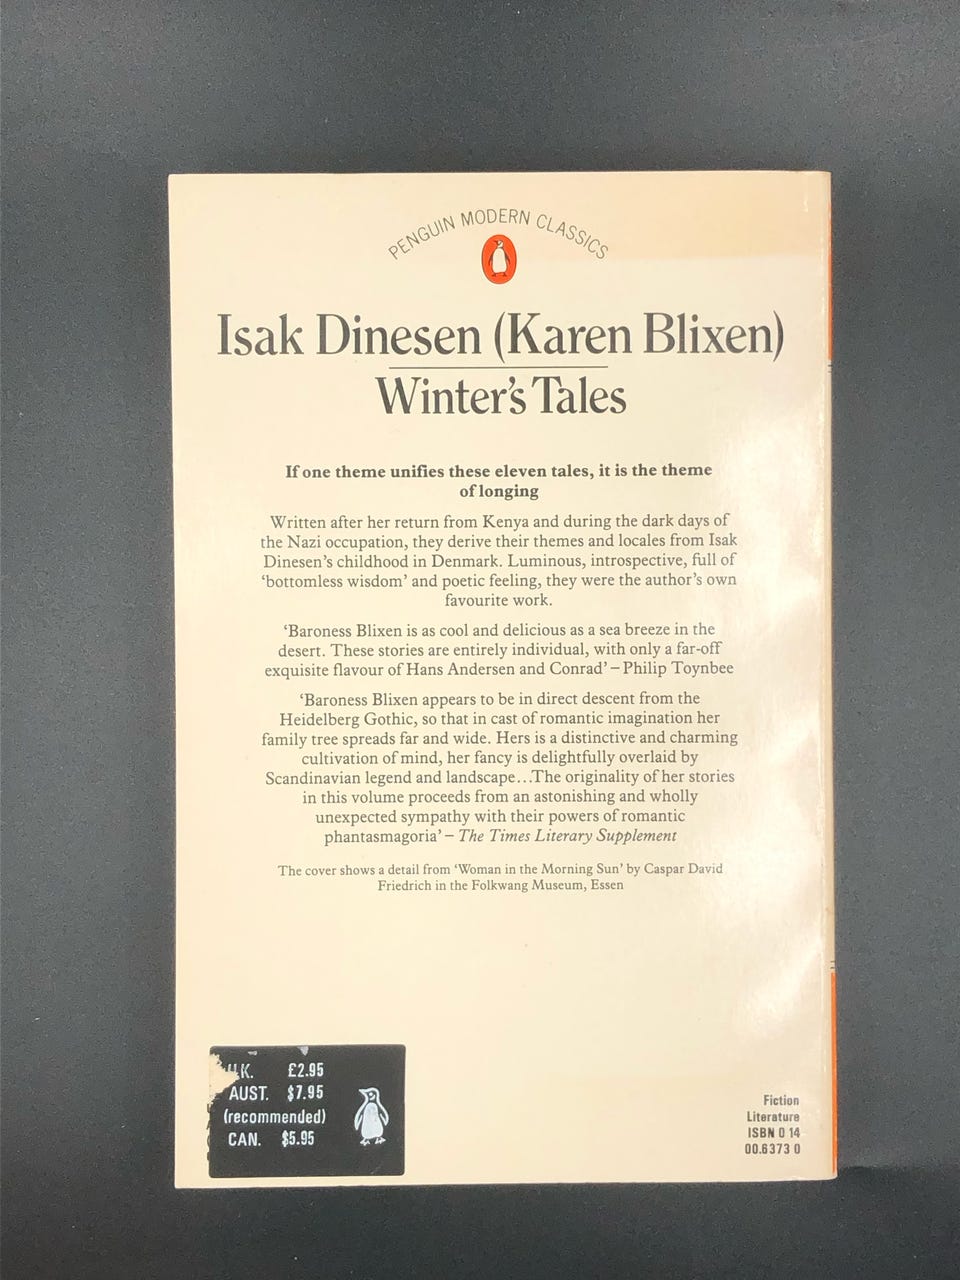 PENGUIN MODERN CLASSICS
Isak Dinesen (Karen Blixen)
Winter's Tales
If one theme unifies these eleven tales, it is the theme
of longing
Written after her return from Kenya and during the dark days of
the Nazi occupation, they derive their themes and locales from Isak
Dinesen's childhood in Denmark. Luminous, introspective, full of
‘bottomless wisdom’ and poetic feeling, they were the author's own
favourite work.
‘Baroness Blixen is as cool and delicious as a sea breeze in the
desert. These stories are entirely individual, with only a far-off
exquisite flavour of Hans Andersen and Conrad’ – Philip Toynbee
‘Baroness Blixen appears to be in direct descent from the
Heidelberg Gothic, so that in cast of romantic imagination her
family tree spreads far and wide. Hers is a distinctive and charming
cultivation of mind, her fancy is delightfully overlaid by
Scandinavian legend and landscape...The originality of her stories
in this volume proceeds from an astonishing and wholly
unexpected sympathy with their powers of romantic
phantasmagoria’ – The Times Literary Supplement
The cover shows a detail from ‘Woman in the Morning Sun’ by Caspar David
Friedrich in the Folkwang Museum, Essen
U.K. £2.95
AUST. $7.95
(recommended)
CAN. $5.95
Fiction
Literature
ISBN 0 14
00.6373 0